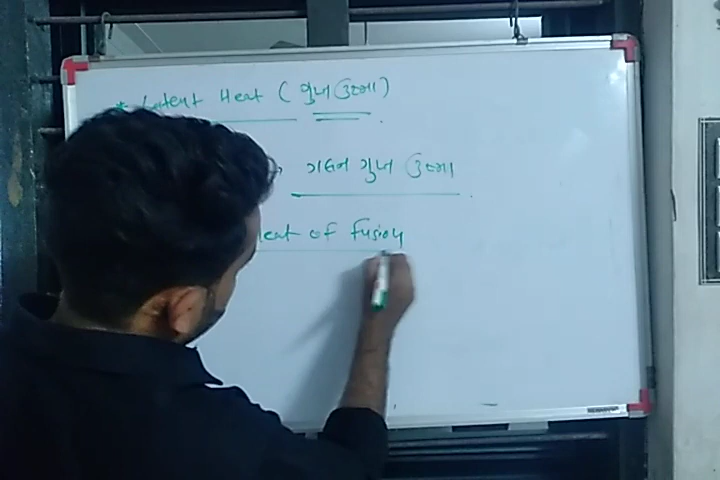 * Latent Heat ( ગુપ્ત ઉષ્મા )
ગલન ગુપ્ત ઉષ્મા
Heat of fusion